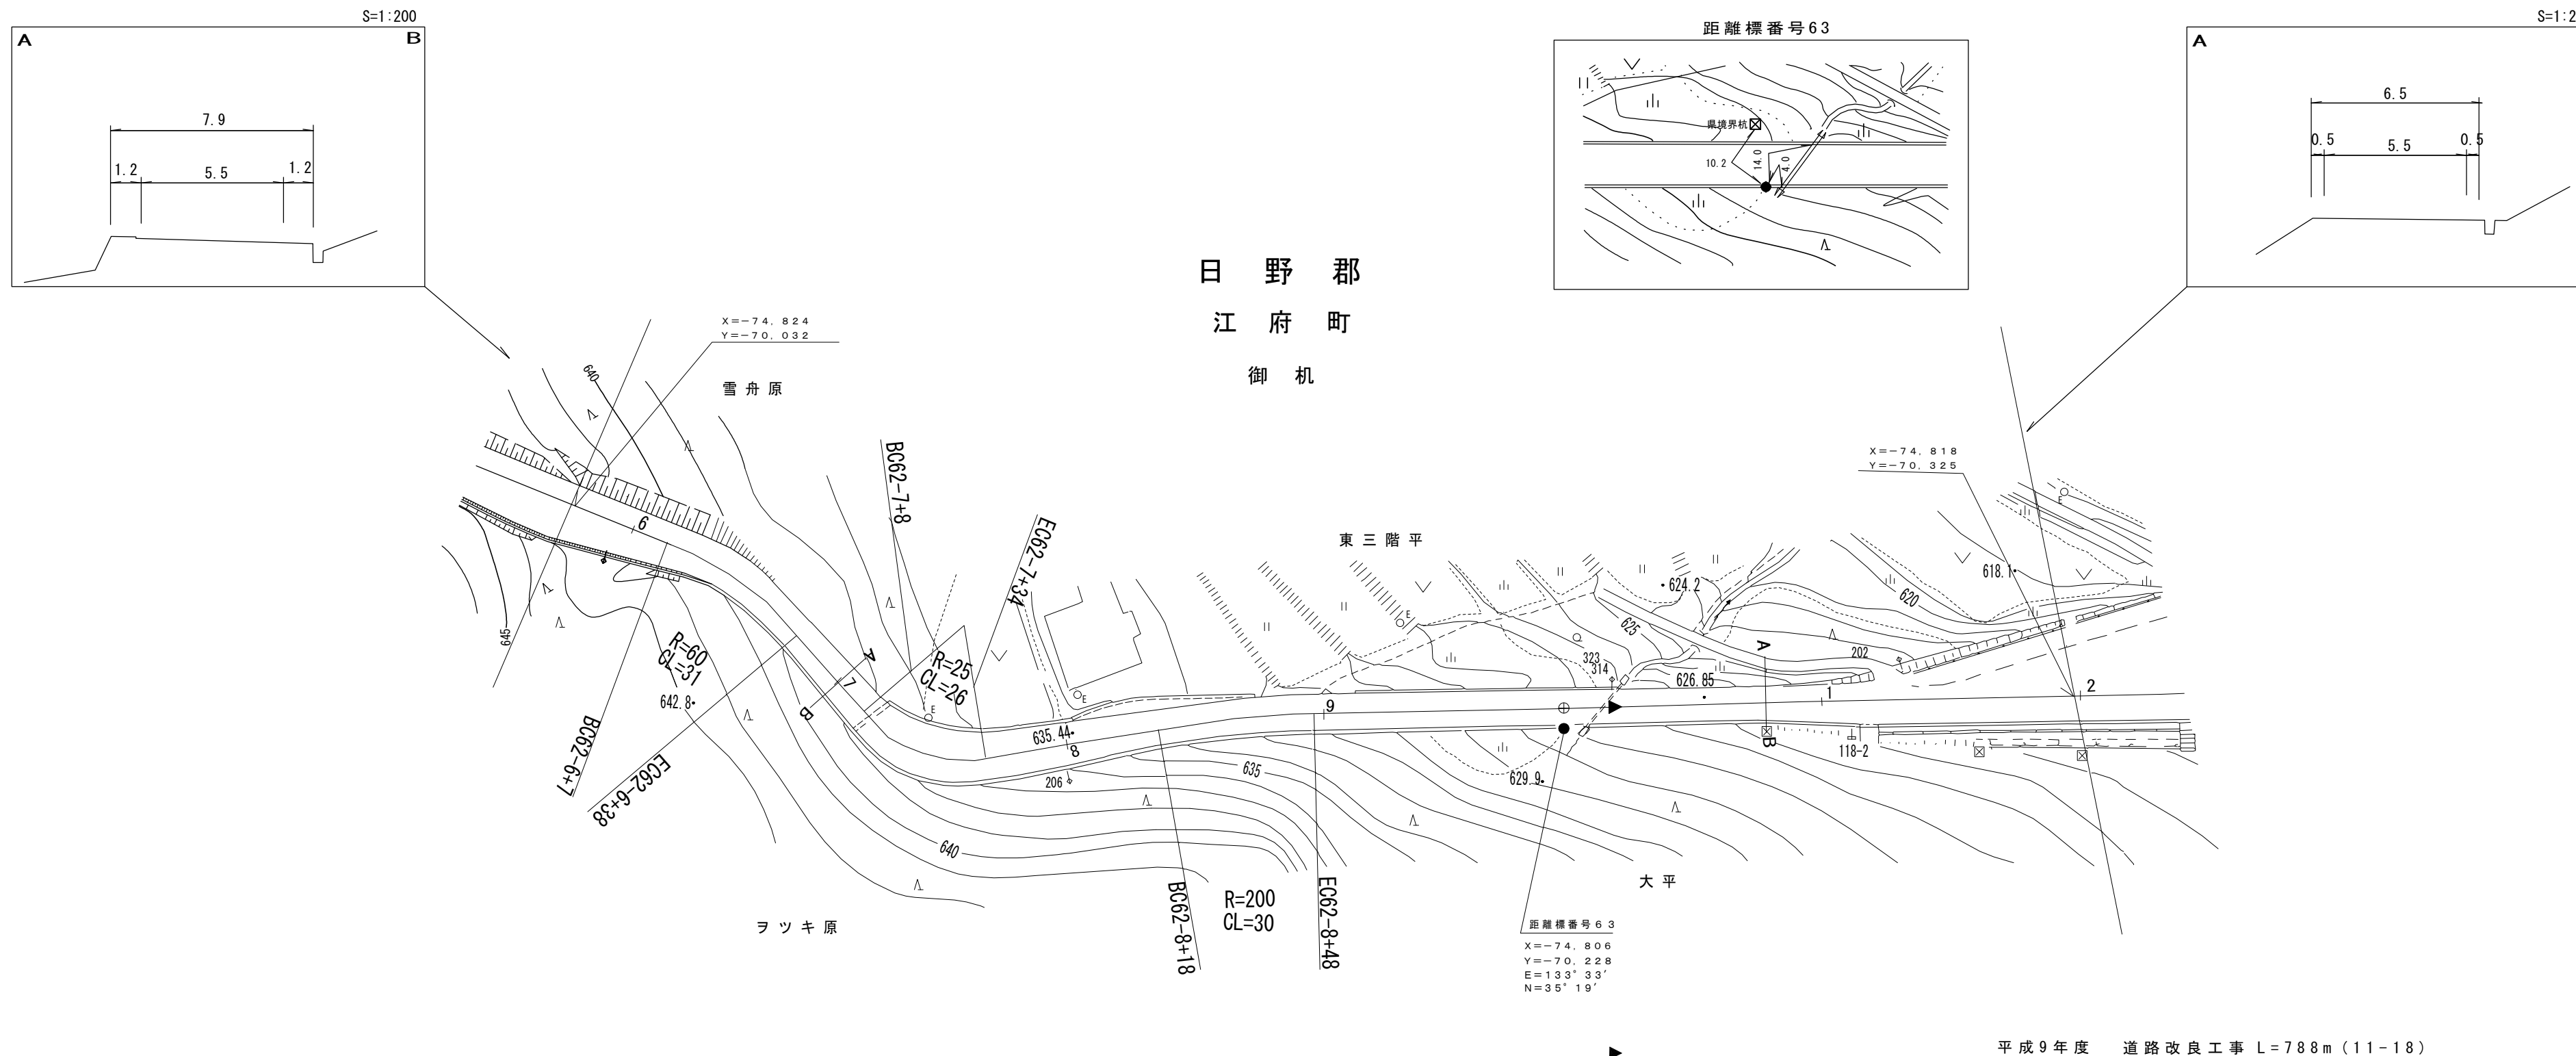 S=1:200
A
B
7.9
1.2
5.5
1.2
距離標番号63
県境界杭
10.2
14.0
4.0
S=1:2
A
6.5
0.5
5.5
0.5
日野郡
江府町
御机
X=-74,824
Y=-70,032
雪舟原
640
BC62-7+8
EC62-7+34
6
645
R=60
CL=31
642.8
BC62-6+7
EC62-6+38
A
7
B
R=25
CL=26
E
E
635.44
8
206
640
635
ヲツキ原
BC62-8+18
R=200
CL=30
EC62-8+48
9
東三階平
E
625
624.2
323
314
626.85
A
B
1
202
620
618.1
E
X=-74,818
Y=-70,325
2
118-2
629.9
大平
距離標番号63
X=-74,806
Y=-70,228
E=133°33′
N=35°19′
平成9年度 道路改良工事 L=788m(11-18)